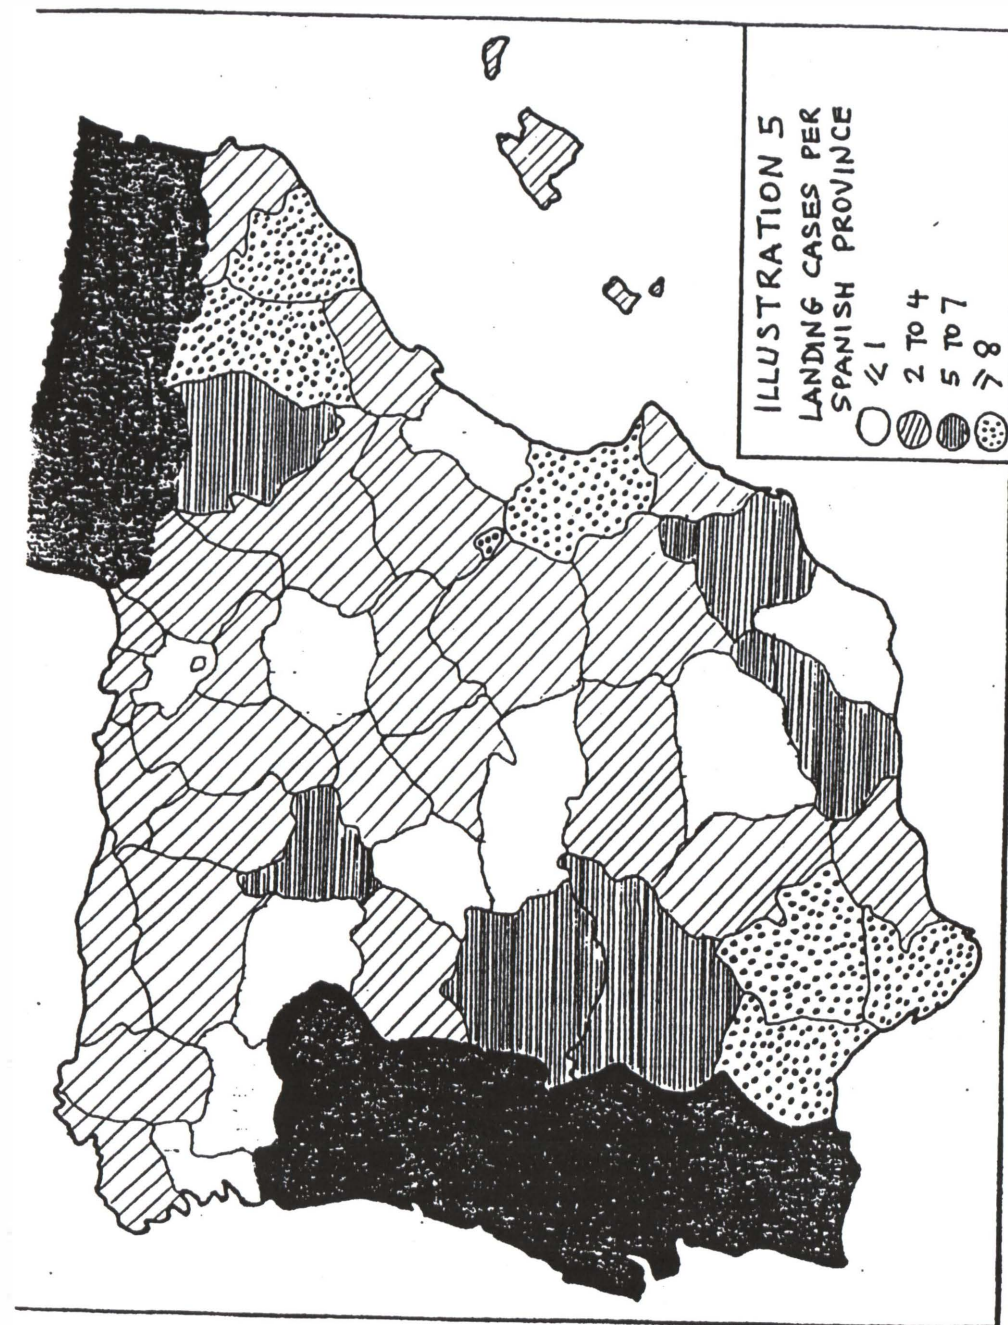 ILLUSTRATION 5
LANDING CASES PER
SPANISH PROVINCE
≤ 1
2 TO 4
5 TO 7
≥ 8